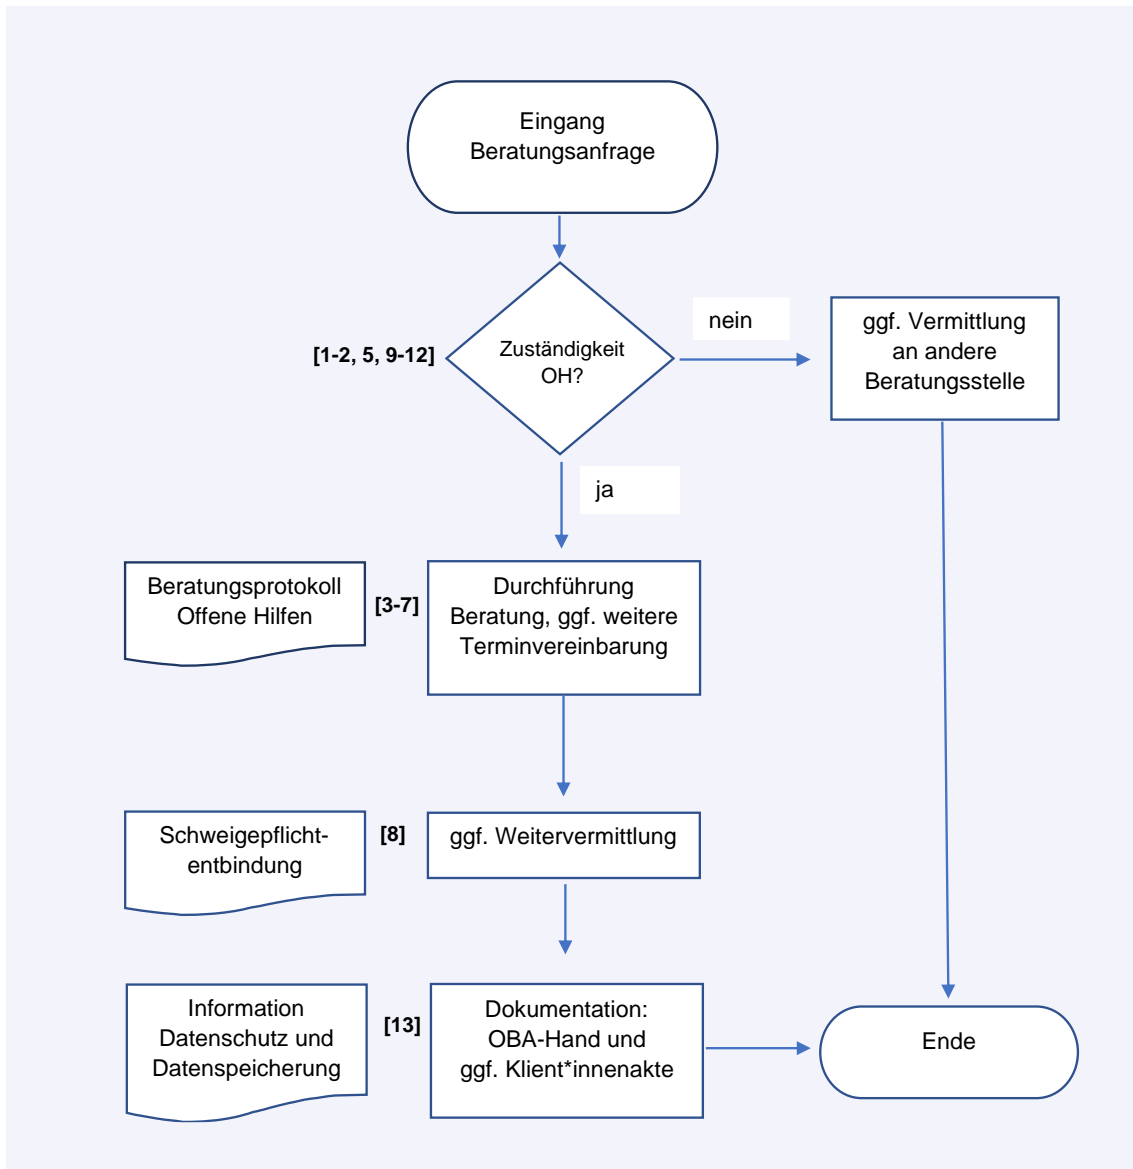 Eingang
Beratungsanfrage
[1-2, 5, 9-12]
Zuständigkeit
OH?
nein
ggf. Vermittlung
an andere
Beratungsstelle
ja
Beratungsprotokoll
Offene Hilfen
[3-7]
Durchführung
Beratung, ggf. weitere
Terminvereinbarung
Schweigepflicht-
entbindung
[8]
ggf. Weitervermittlung
Information
Datenschutz und
Datenspeicherung
[13]
Dokumentation:
OBA-Hand und
ggf. Klient*innenakte
Ende